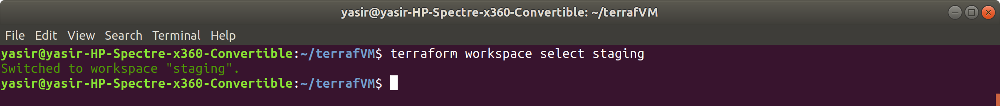 yasir@yasir-HP-Spectre-x360-Convertible: ~/terrafVM
File Edit View Search Terminal Help
yasir@yasir-HP-Spectre-x360-Convertible:~/terrafVM$ terraform workspace select staging
Switched to workspace "staging".
yasir@yasir-HP-Spectre-x360-Convertible:~/terrafVM$